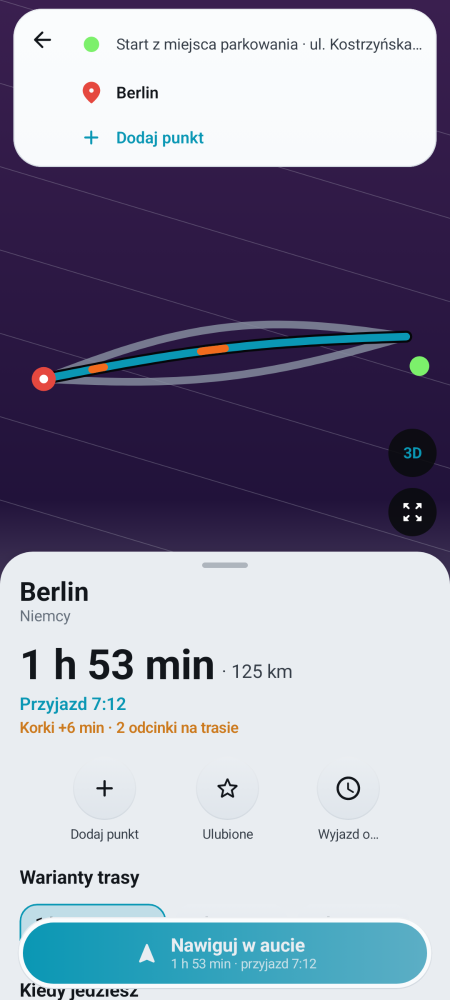 Start z miejsca parkowania · ul. Kostrzyńska…
Berlin
Dodaj punkt
3D
Berlin
Niemcy
1 h 53 min · 125 km
Przyjazd 7:12
Korki +6 min · 2 odcinki na trasie
Dodaj punkt
Ulubione
Wyjazd o…
Warianty trasy
Nawiguj w aucie
1 h 53 min · przyjazd 7:12
Kiedy jedziesz